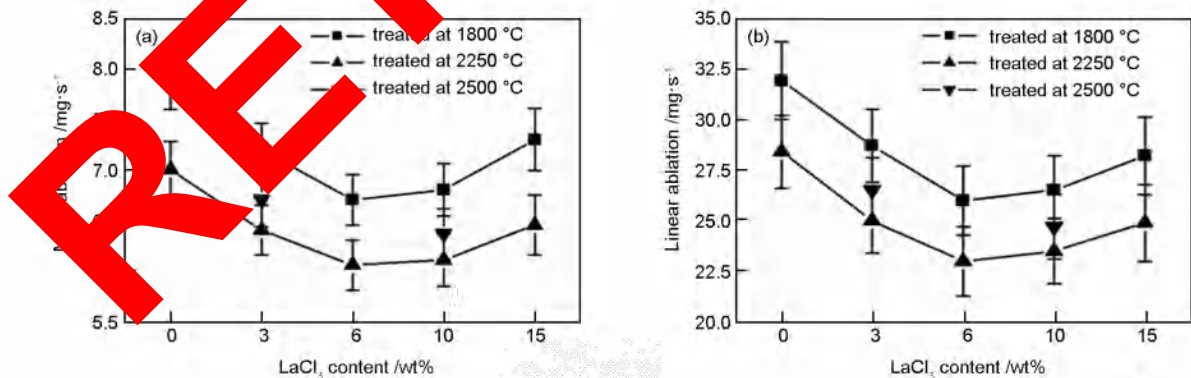 8.5
(a)
treated at 1800 °C
treated at 2250 °C
treated at 2500 °C
8.0
7.0
5.5
0 3 6 10 15
LaCl3 content /wt%
RE
35.0
(b)
treated at 1800 °C
treated at 2250 °C
treated at 2500 °C
32.5
30.0
27.5
25.0
22.5
20.0
Linear ablation /mg·s-1
0 3 6 10 15
LaCl3 content /wt%